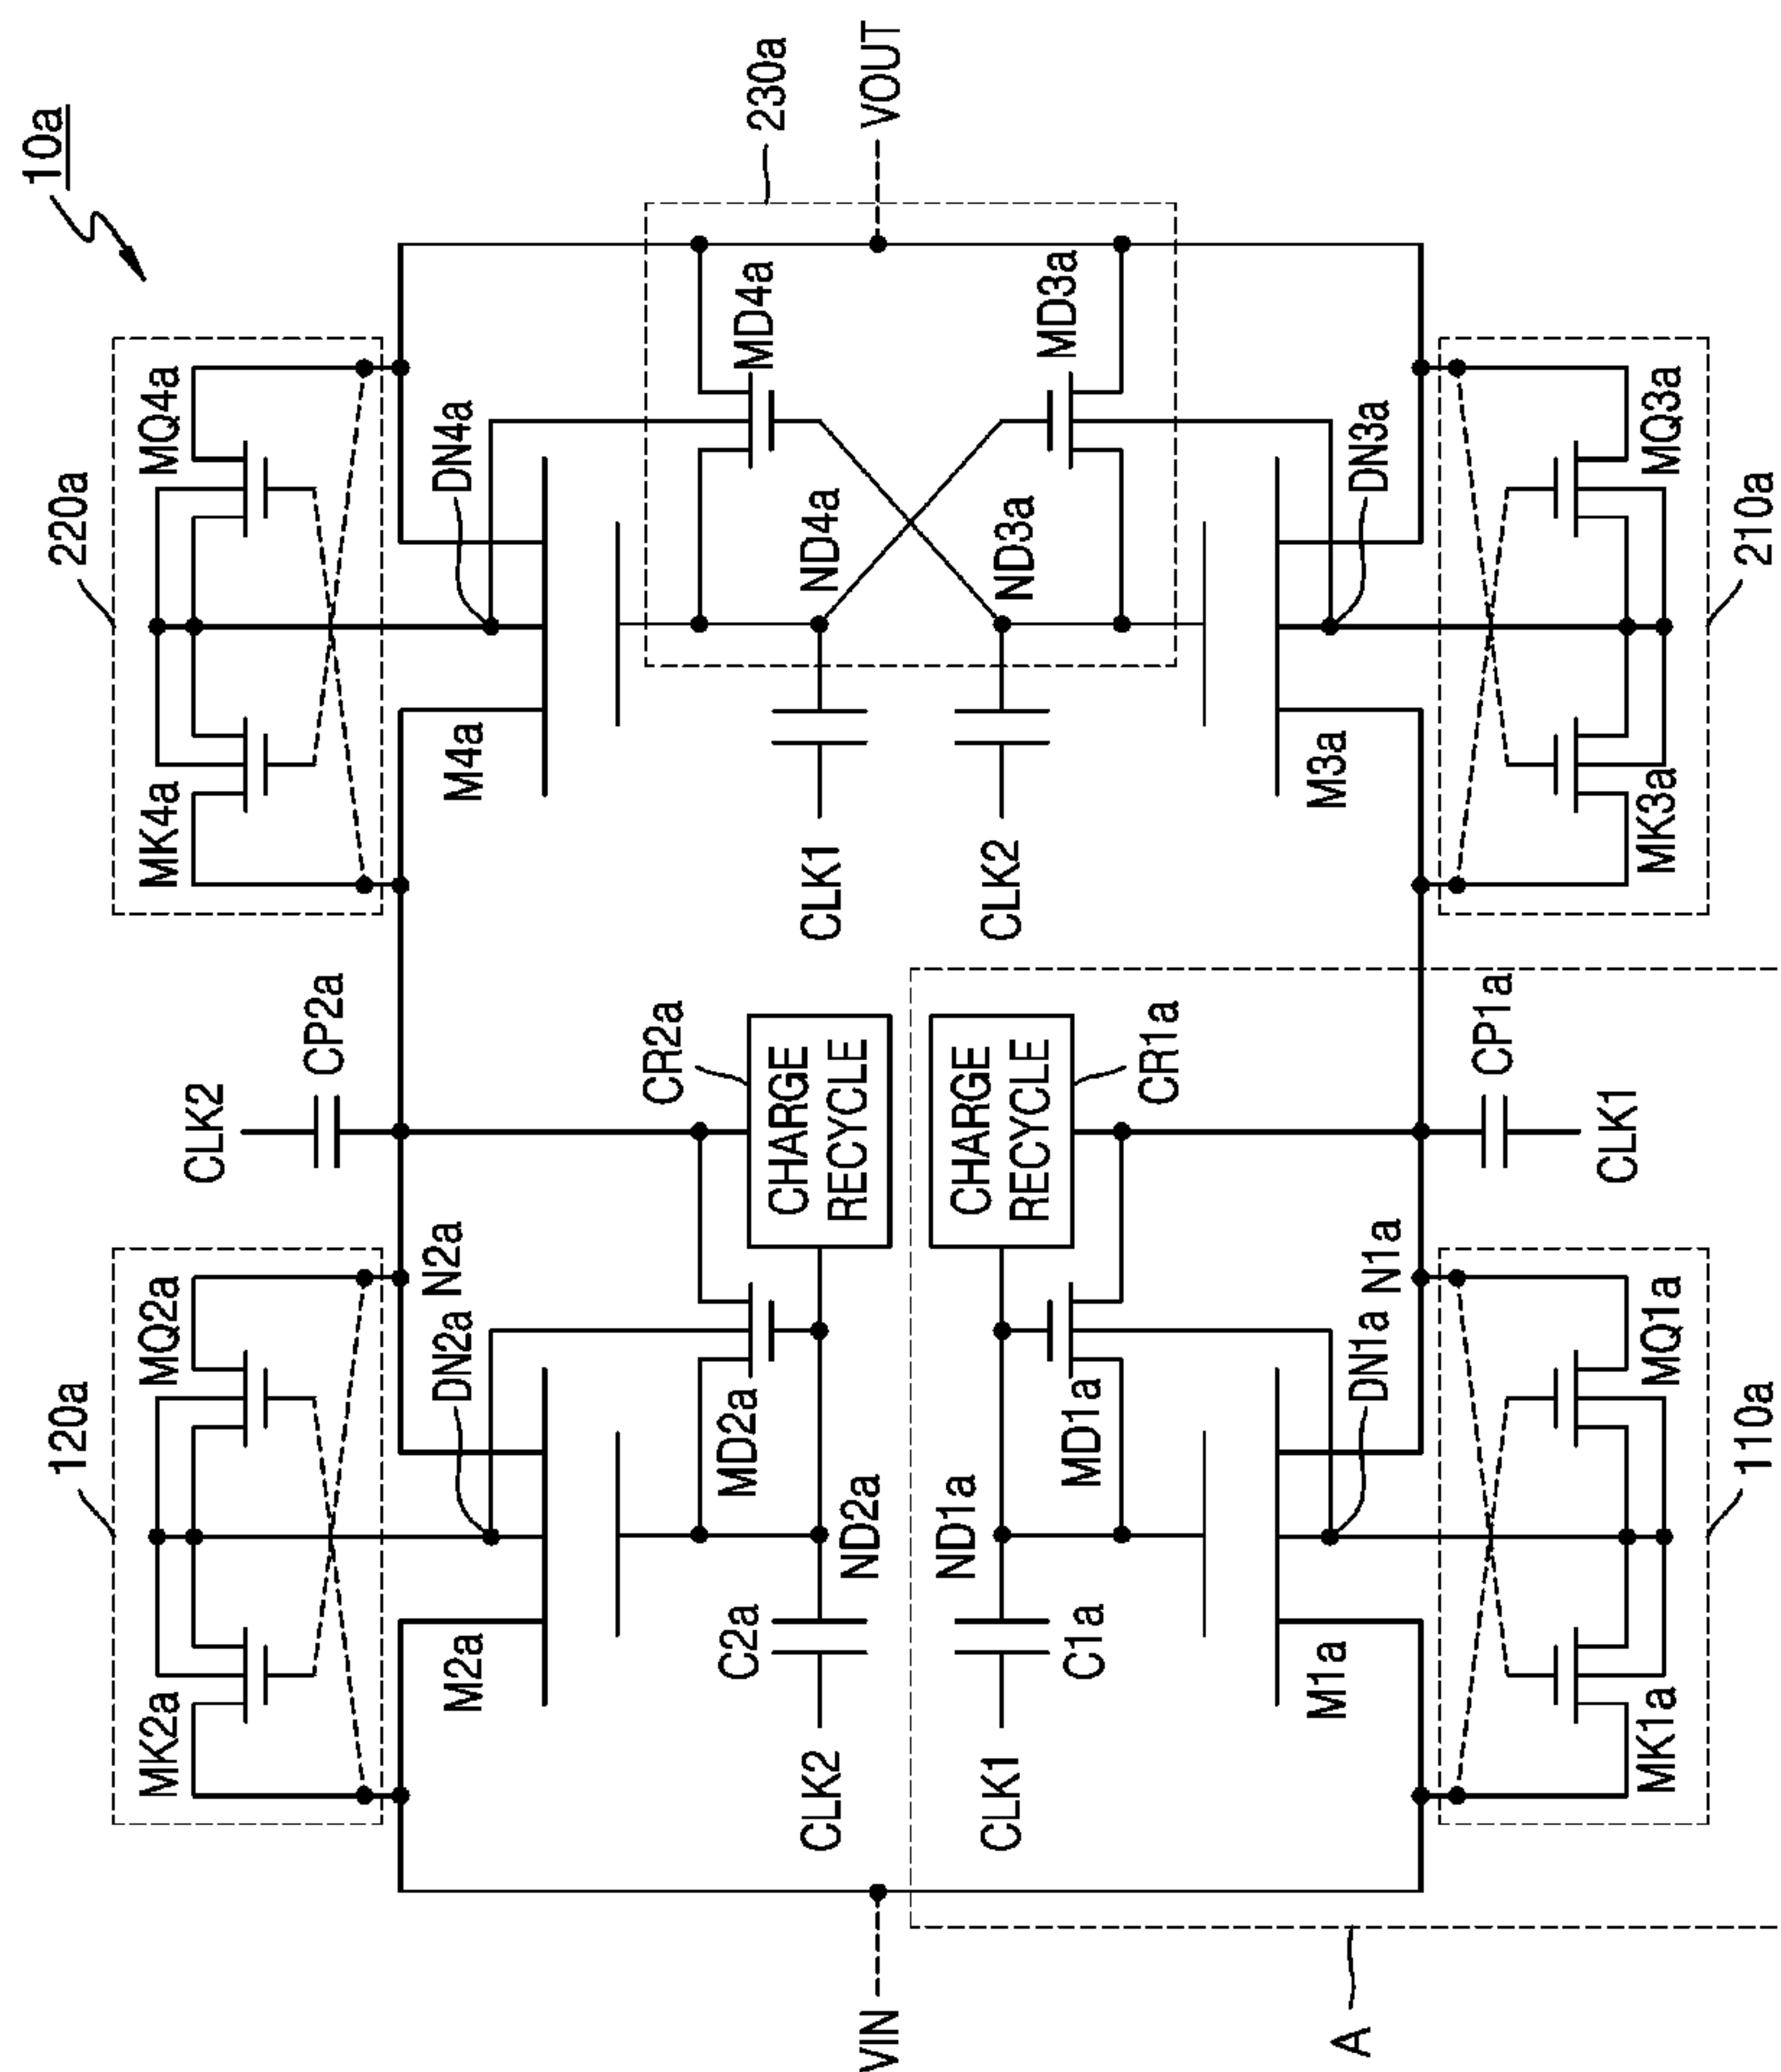 10a
120a
MK2a
MQ2a
CLK2
CP2a
220a
MK4a
MQ4a
N2a
DN2a
M2a
M4a
DN4a
CR2a
CHARGE
RECYCLE
MD2a
C2a
ND2a
CLK2
CLK1
ND4a
MD4a
230a
VIN
VOUT
CLK1
C1a
ND1a
MD1a
CHARGE
RECYCLE
CR1a
CLK2
ND3a
MD3a
M1a
DN1a
N1a
M3a
DN3a
A
MK1a
MQ1a
110a
CP1a
CLK1
MK3a
MQ3a
210a